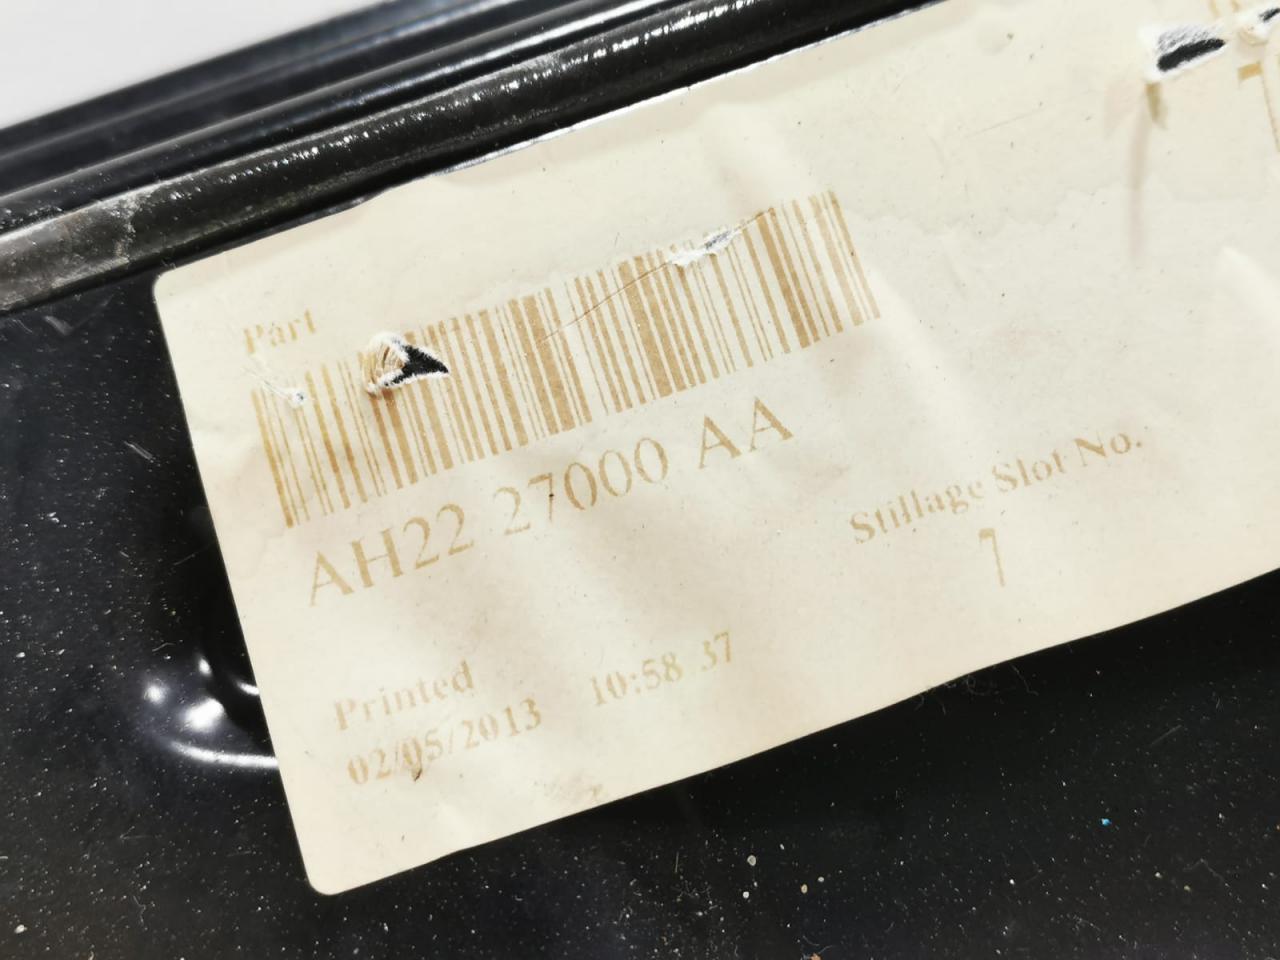 Part
AH22 27000 AA
Stillage Slot No.
7
Printed
02/05/2013 10:58 37